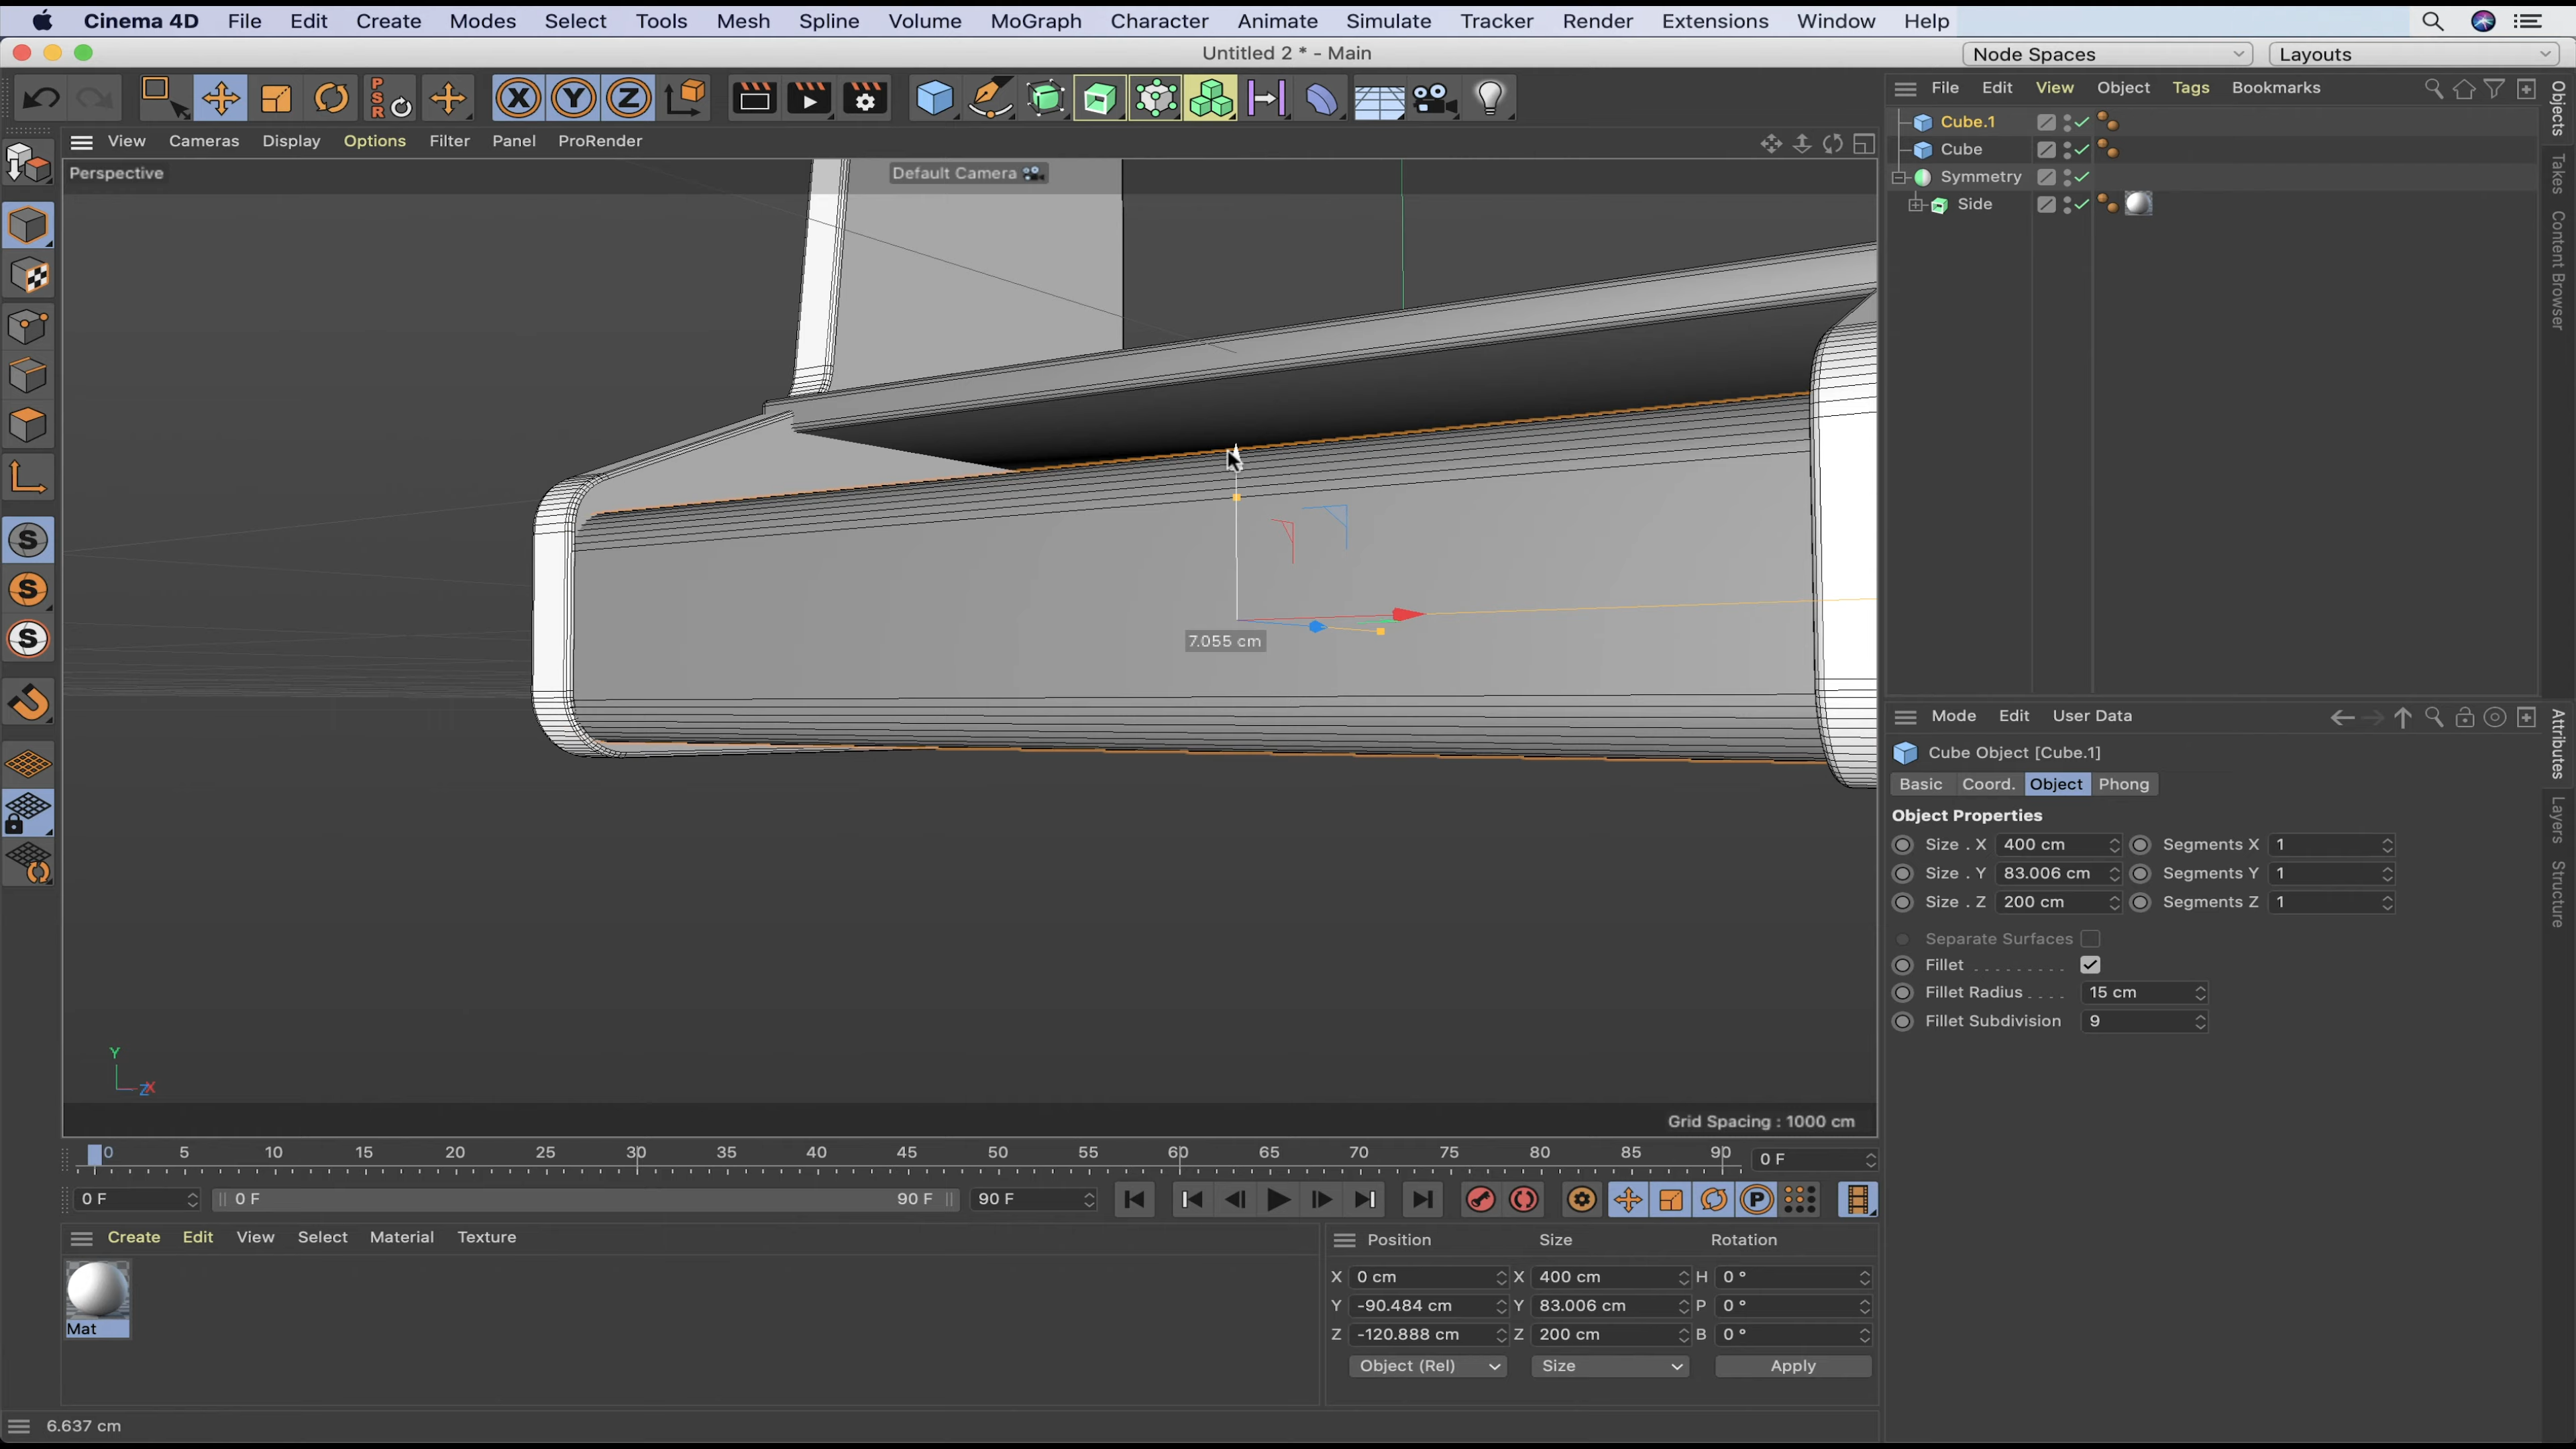 Cinema 4D File Edit Create Modes Select Tools Mesh Spline Volume MoGraph Character Animate Simulate Tracker Render Extensions Window Help
Untitled 2 * - Main
Node Spaces
Layouts
PSR
X Y Z
File Edit View Object Tags Bookmarks
View Cameras Display Options Filter Panel ProRender
Perspective
Default Camera
Cube.1
Cube
Symmetry
Side
Objects
Takes
Content Browser
S
S
S
7.055 cm
Y
Z X
Grid Spacing : 1000 cm
Mode Edit User Data
Cube Object [Cube.1]
Basic Coord. Object Phong
Object Properties
Size . X 400 cm Segments X 1
Size . Y 83.006 cm Segments Y 1
Size . Z 200 cm Segments Z 1
Separate Surfaces
Fillet . . . . . . . . .
Fillet Radius . . . . 15 cm
Fillet Subdivision 9
Attributes
Layers
Structure
0 5 10 15 20 25 30 35 40 45 50 55 60 65 70 75 80 85 90 0 F
0 F 0 F 90 F 90 F
P
Create Edit View Select Material Texture
Mat
Position Size Rotation
X 0 cm X 400 cm H 0 °
Y -90.484 cm Y 83.006 cm P 0 °
Z -120.888 cm Z 200 cm B 0 °
Object (Rel) Size Apply
6.637 cm